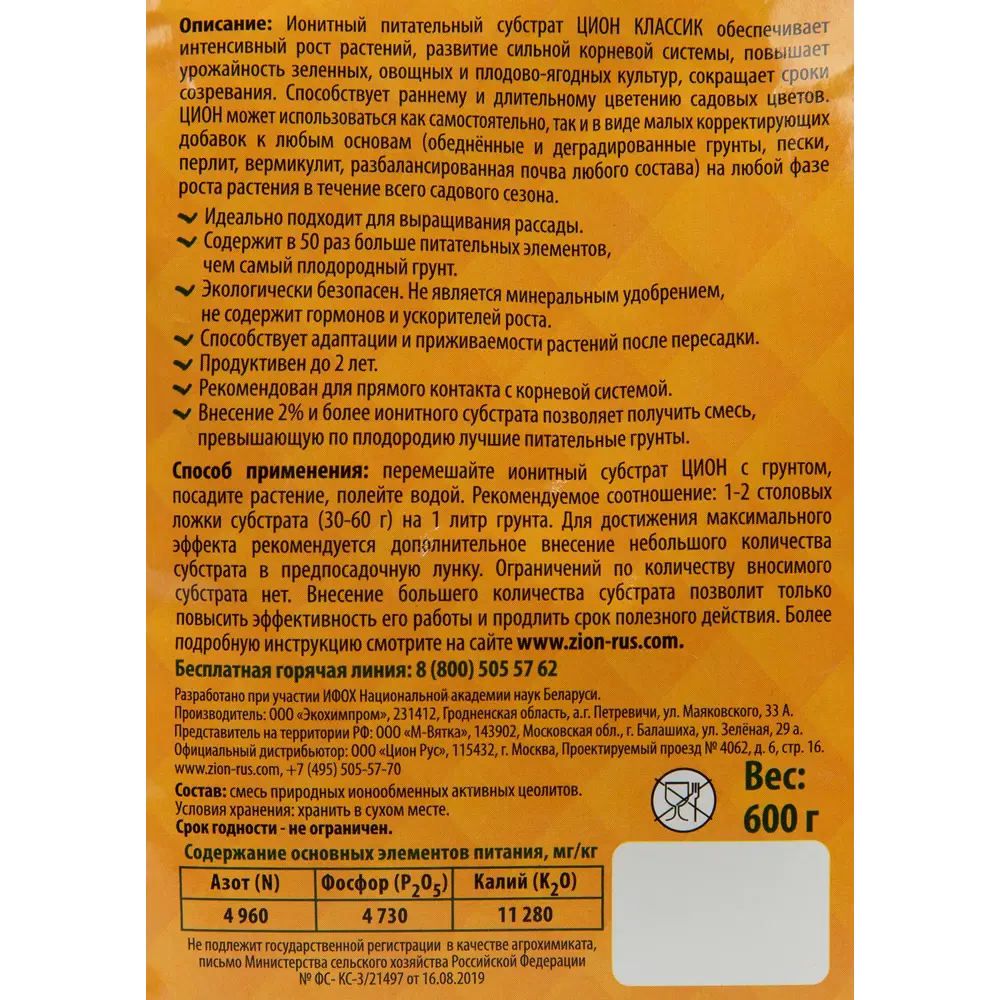 Описание: Ионитный питательный субстрат ЦИОН КЛАССИК обеспечивает
интенсивный рост растений, развитие сильной корневой системы, повышает
урожайность зеленных, овощных и плодово-ягодных культур, сокращает сроки
созревания. Способствует раннему и длительному цветению садовых цветов.
ЦИОН может использоваться как самостоятельно, так и в виде малых корректирующих
добавок к любым основам (обеднённые и деградированные грунты, пески,
перлит, вермикулит, разбалансированная почва любого состава) на любой фазе
роста растения в течение всего садового сезона.
Идеально подходит для выращивания рассады.
Содержит в 50 раз больше питательных элементов,
чем самый плодородный грунт.
Экологически безопасен. Не является минеральным удобрением,
не содержит гормонов и ускорителей роста.
Способствует адаптации и приживаемости растений после пересадки.
Продуктивен до 2 лет.
Рекомендован для прямого контакта с корневой системой.
Внесение 2% и более ионитного субстрата позволяет получить смесь,
превышающую по плодородию лучшие питательные грунты.
Способ применения: перемешайте ионитный субстрат ЦИОН с грунтом,
посадите растение, полейте водой. Рекомендуемое соотношение: 1-2 столовых
ложки субстрата (30-60 г) на 1 литр грунта. Для достижения максимального
эффекта рекомендуется дополнительное внесение небольшого количества
субстрата в предпосадочную лунку. Ограничений по количеству вносимого
субстрата нет. Внесение большего количества субстрата позволит только
повысить эффективность его работы и продлить срок полезного действия. Более
подробную инструкцию смотрите на сайте www.zion-rus.com.
Бесплатная горячая линия: 8 (800) 505 57 62
Разработано при участии ИФОХ Национальной академии наук Беларуси.
Производитель: ООО «Экохимпром», 231412, Гродненская область, а.г. Петревичи, ул. Маяковского, 33 А.
Представитель на территории РФ: ООО «М-Вятка», 143902, Московская обл., г. Балашиха, ул. Зелёная, 29 а.
Официальный дистрибьютор: ООО «Цион Рус», 115432, г. Москва, Проектируемый проезд № 4062, д. 6, стр. 16.
www.zion-rus.com, +7 (495) 505-57-70
Состав: смесь природных ионообменных активных цеолитов.
Условия хранения: хранить в сухом месте.
Срок годности - не ограничен.
Вес:
600 г
Содержание основных элементов питания, мг/кг
Азот (N) Фосфор (P₂O₅) Калий (K₂O)
4 960 4 730 11 280
Не подлежит государственной регистрации в качестве агрохимиката,
письмо Министерства сельского хозяйства Российской Федерации
№ ФС- КС-3/21497 от 16.08.2019